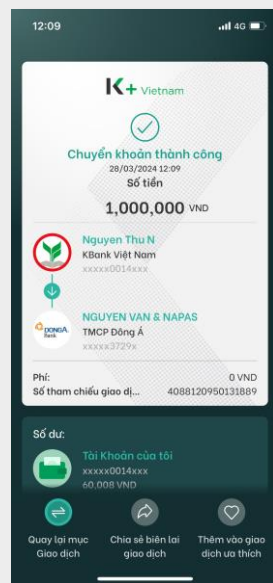 12:09
4G
K+ Vietnam
Chuyển khoản thành công
28/03/2024 12:09
Số tiền
1,000,000 VND
Nguyen Thu N
KBank Việt Nam
xxxxx0014xxx
DONGA Bank
NGUYEN VAN & NAPAS
TMCP Đông Á
xxxxx3729x
Phí: 0 VND
Số tham chiếu giao dị... 4088120950131889
Số dư:
Tài Khoản của tôi
xxxxx0014xxx
60,008 VND
Quay lại mục Giao dịch
Chia sẻ biên lai giao dịch
Thêm vào giao dịch ưa thích